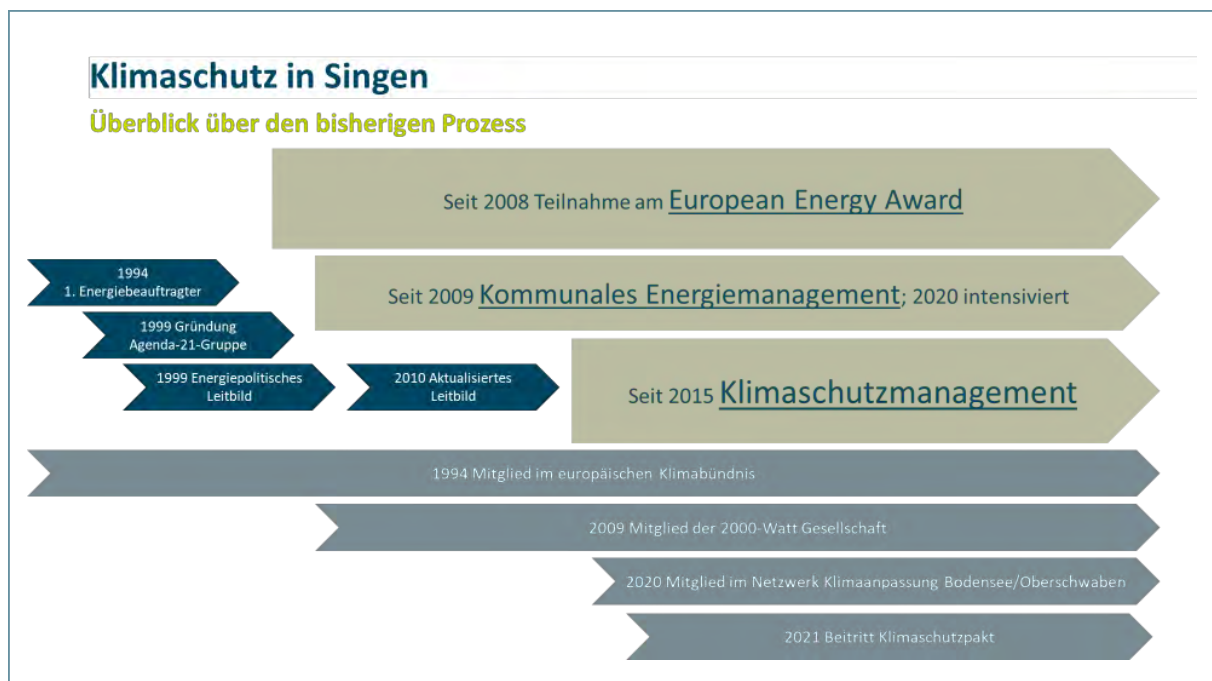 Klimaschutz in Singen
Überblick über den bisherigen Prozess
Seit 2008 Teilnahme am European Energy Award
1994
1. Energiebeauftragter
Seit 2009 Kommunales Energiemanagement; 2020 intensiviert
1999 Gründung
Agenda-21-Gruppe
1999 Energiepolitisches
Leitbild
2010 Aktualisiertes
Leitbild
Seit 2015 Klimaschutzmanagement
1994 Mitglied im europäischen Klimabündnis
2009 Mitglied der 2000-Watt Gesellschaft
2020 Mitglied im Netzwerk Klimaanpassung Bodensee/Oberschwaben
2021 Beitritt Klimaschutzpakt